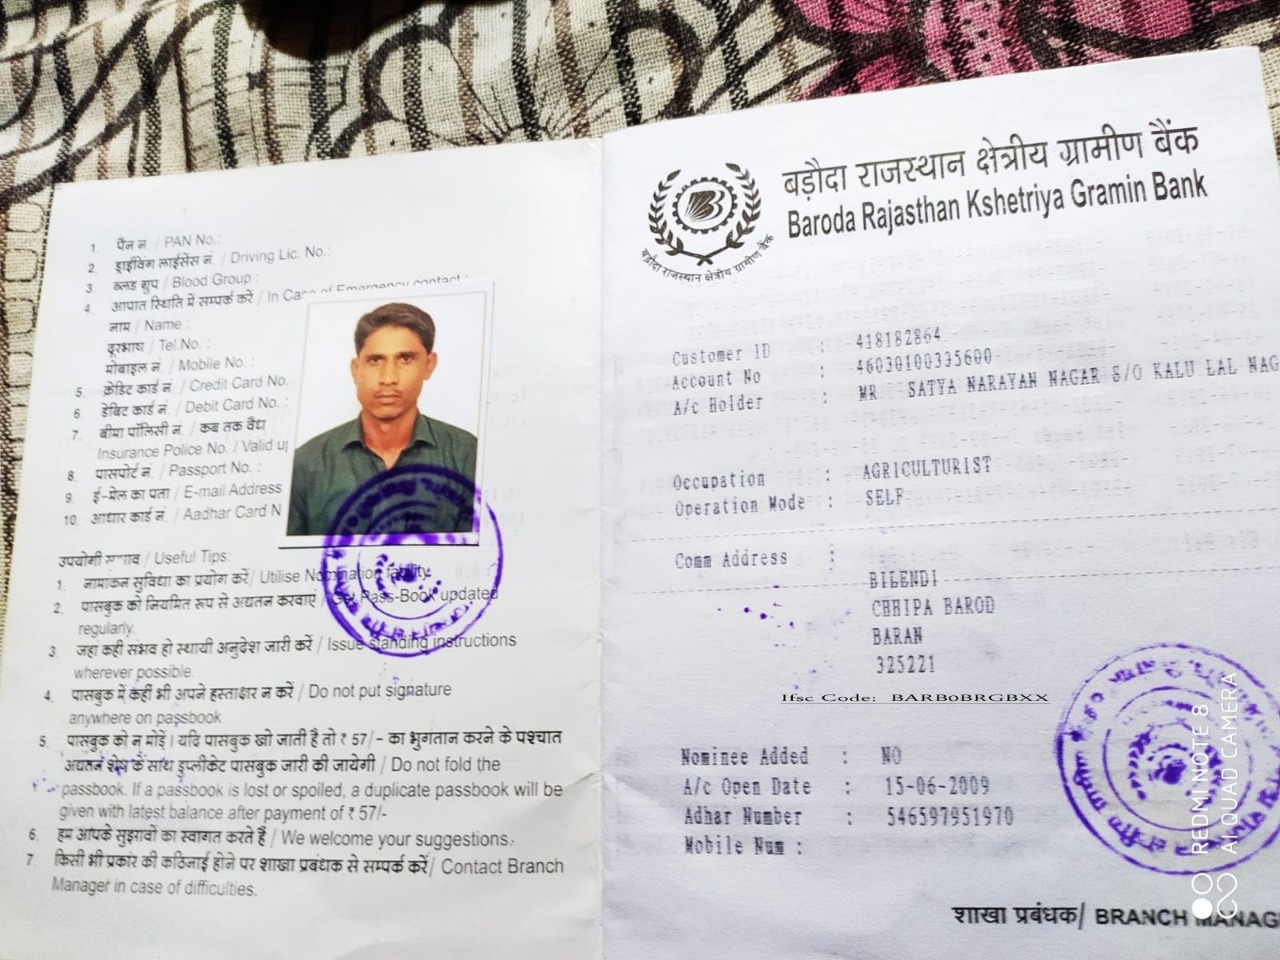 1. पैन न. / PAN No.:
2. ड्राईविंग लाईसेंस नं. / Driving Lic. No.:
3. ब्लड ग्रुप / Blood Group :
4. आपात स्थिति में सम्पर्क करें / In Case of Emergency contact :
नाम / Name :
दूरभाष / Tel.No. :
मोबाइल नं. / Mobile No. :
5. क्रेडिट कार्ड नं. / Credit Card No.
6. डेबिट कार्ड नं. / Debit Card No. :
7. बीमा पॉलिसी नं. / कब तक वैध
Insurance Police No. / Valid up
8. पासपोर्ट नं. / Passport No. :
9. ई-मेल का पता / E-mail Address
10. आधार कार्ड नं. / Aadhar Card N
उपयोगी / Useful Tips:
1. नामांकन सुविधा का प्रयोग करें/ Utilise Nomination
2. पासबुक को नियमित रूप से अद्यतन करवाएं / Get Pass-Book updated
regularly.
3. जहा कही संभव हो स्थायी अनुदेश जारी करें / Issue standing instructions
wherever possible.
4. पासबुक में कहीं भी अपने हस्ताक्षर न करें / Do not put signature
anywhere on passbook
5. पासबुक को न मोड़ें । यदि पासबुक खो जाती है तो ₹ 57/- का भुगतान करने के पश्चात
अद्यतन शेष के साथ डुप्लीकेट पासबुक जारी की जायेगी / Do not fold the
passbook. If a passbook is lost or spoiled, a duplicate passbook will be
given with latest balance after payment of ₹ 57/-
6. हम आपके सुझावों का स्वागत करते हैं / We welcome your suggestions.
7. किसी भी प्रकार की कठिनाई होने पर शाखा प्रबंधक से सम्पर्क करें/ Contact Branch
Manager in case of difficulties.
बड़ौदा राजस्थान क्षेत्रीय ग्रामीण बैंक
Baroda Rajasthan Kshetriya Gramin Bank
बड़ौदा राजस्थान क्षेत्रीय ग्रामीण बैंक
Customer ID : 418182864
Account No : 46030100335600
A/c Holder : MR SATYA NARAYAN NAGAR S/O KALU LAL NAG
Occupation : AGRICULTURIST
Operation Mode : SELF
Comm Address :
BILENDI
CHHIPA BAROD
BARAN
325221
Ifsc Code: BARB0BRGBXX
Nominee Added : NO
A/c Open Date : 15-06-2009
Adhar Number : 546597951970
Mobile Num :
शाखा प्रबंधक/ BRANCH MANAG
REDMI NOTE 8
AI QUAD CAMERA